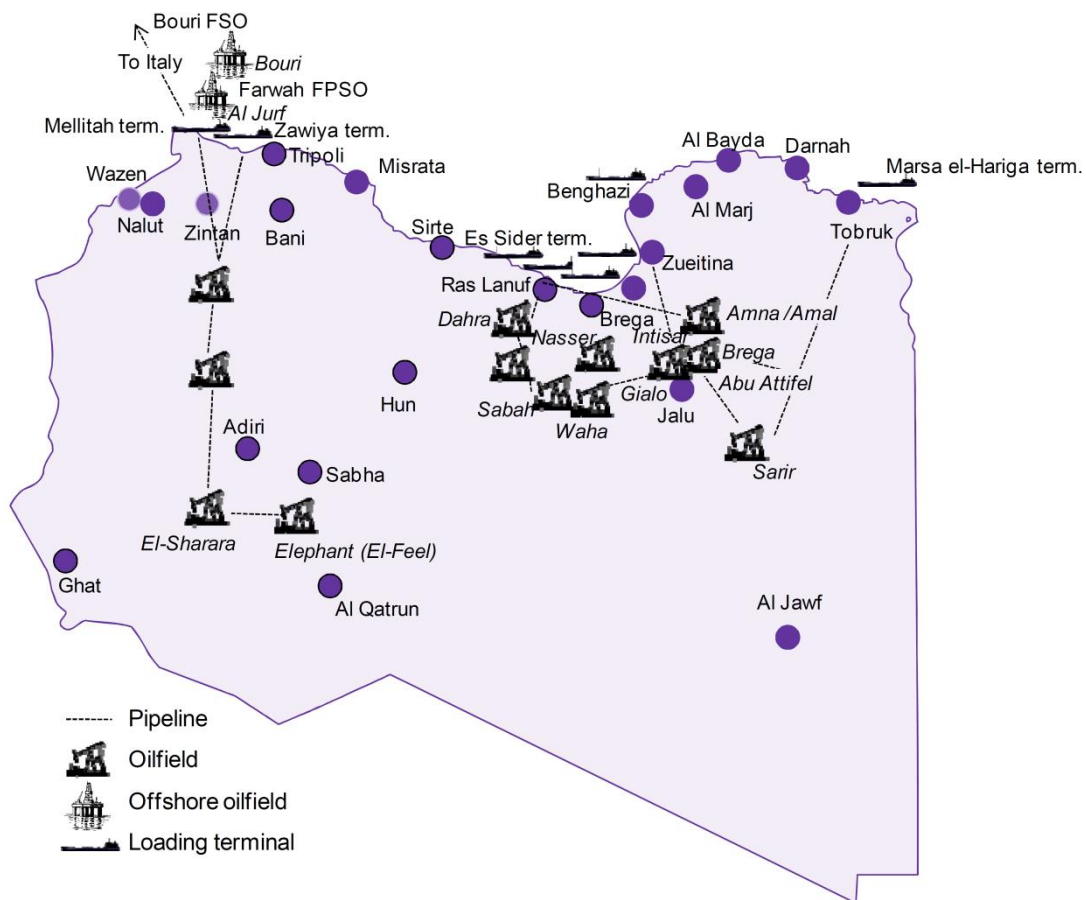 Bouri FSO
To Italy
Bouri
Farwah FPSO
Al Jurf
Mellitah term.
Zawiya term.
Tripoli
Wazen
Nalut
Zintan
Bani
Misrata
Sirte
Es Sider term.
Benghazi
Al Bayda
Darnah
Marsa el-Hariga term.
Al Marj
Tobruk
Zueitina
Ras Lanuf
Brega
Dahra
Nasser
Intisar
Amna /Amal
Brega
Abu Attifel
Sabah
Waha
Gialo
Jalu
Hun
Sarir
Adiri
Sabha
El-Sharara
Elephant (El-Feel)
Ghat
Al Qatrun
Al Jawf
Pipeline
Oilfield
Offshore oilfield
Loading terminal